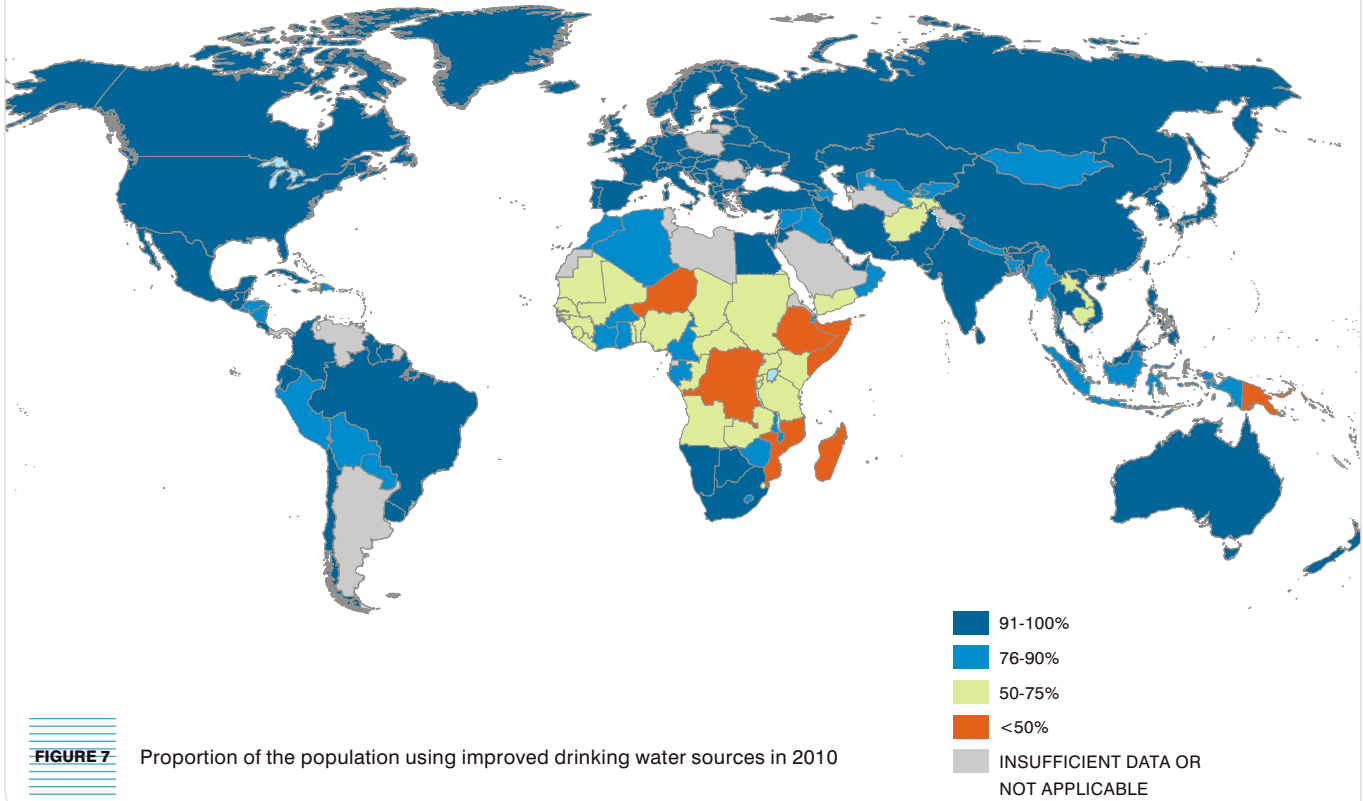 91-100%
76-90%
50-75%
<50%
INSUFFICIENT DATA OR
NOT APPLICABLE
FIGURE 7 Proportion of the population using improved drinking water sources in 2010